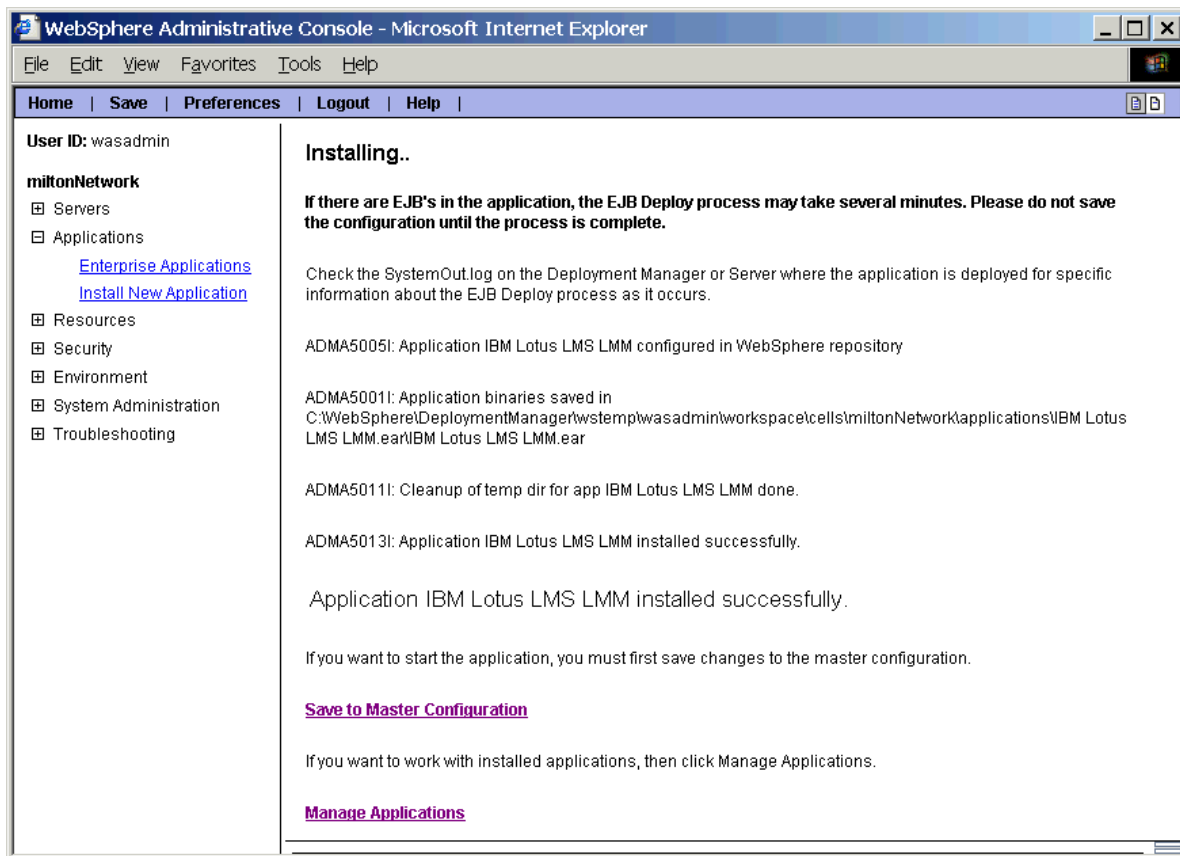 WebSphere Administrative Console - Microsoft Internet Explorer
File Edit View Favorites Tools Help
Home | Save | Preferences | Logout | Help |
User ID: wasadmin
miltonNetwork
Servers
Applications
Enterprise Applications
Install New Application
Resources
Security
Environment
System Administration
Troubleshooting
Installing..
If there are EJB's in the application, the EJB Deploy process may take several minutes. Please do not save
the configuration until the process is complete.
Check the SystemOut.log on the Deployment Manager or Server where the application is deployed for specific
information about the EJB Deploy process as it occurs.
ADMA5005I: Application IBM Lotus LMS LMM configured in WebSphere repository
ADMA5001I: Application binaries saved in
C:\WebSphere\DeploymentManager\wstemp\wasadmin\workspace\cells\miltonNetwork\applications\IBM Lotus
LMS LMM.ear\IBM Lotus LMS LMM.ear
ADMA5011I: Cleanup of temp dir for app IBM Lotus LMS LMM done.
ADMA5013I: Application IBM Lotus LMS LMM installed successfully.
Application IBM Lotus LMS LMM installed successfully.
If you want to start the application, you must first save changes to the master configuration.
Save to Master Configuration
If you want to work with installed applications, then click Manage Applications.
Manage Applications